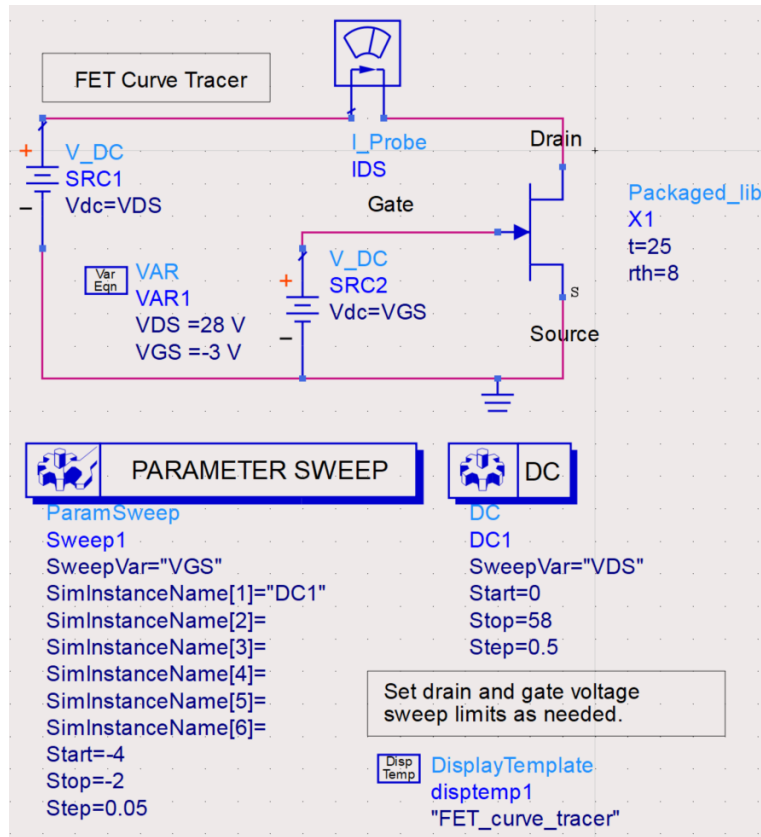 FET Curve Tracer
I_Probe
IDS
Drain
+
V_DC
SRC1
Vdc=VDS
−
Gate
Packaged_lib
X1
t=25
rth=8
Var
Eqn
VAR
VAR1
VDS =28 V
VGS =-3 V
+
V_DC
SRC2
Vdc=VGS
−
S
Source
PARAMETER SWEEP
ParamSweep
Sweep1
SweepVar="VGS"
SimInstanceName[1]="DC1"
SimInstanceName[2]=
SimInstanceName[3]=
SimInstanceName[4]=
SimInstanceName[5]=
SimInstanceName[6]=
Start=-4
Stop=-2
Step=0.05
DC
DC
DC1
SweepVar="VDS"
Start=0
Stop=58
Step=0.5
Set drain and gate voltage
sweep limits as needed.
Disp
Temp
DisplayTemplate
disptemp1
"FET_curve_tracer"